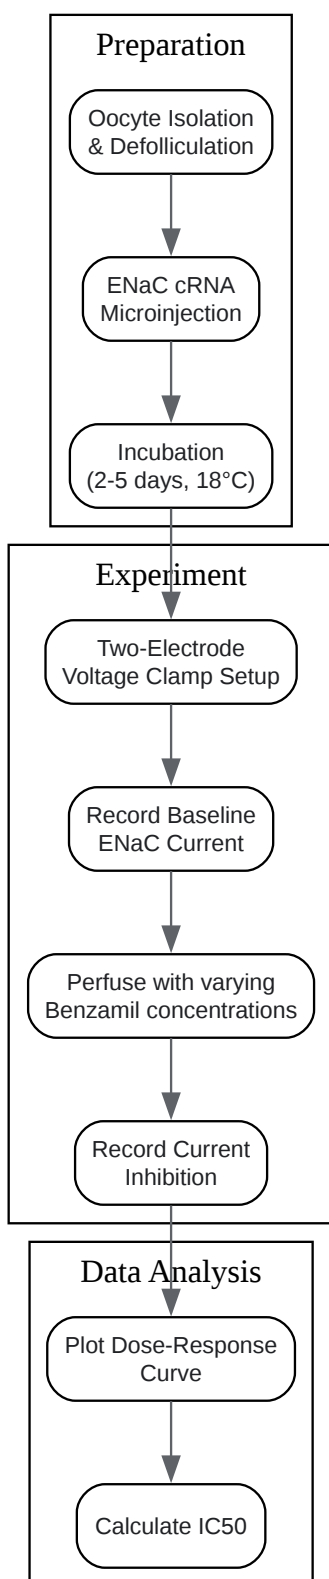 Preparation
Oocyte Isolation
& Defolliculation
ENaC cRNA
Microinjection
Incubation
(2-5 days, 18°C)
Experiment
Two-Electrode
Voltage Clamp Setup
Record Baseline
ENaC Current
Perfuse with varying
Benzamil concentrations
Record Current
Inhibition
Data Analysis
Plot Dose-Response
Curve
Calculate IC50